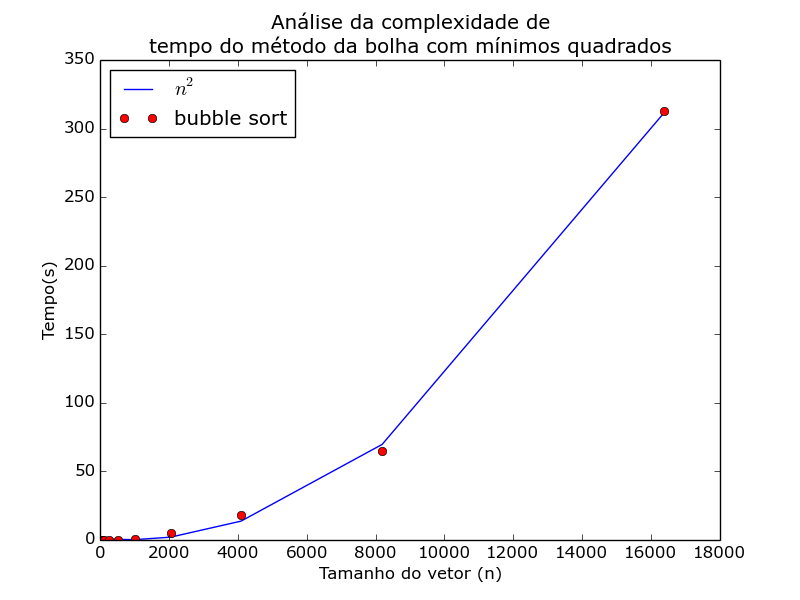 Análise da complexidade de
tempo do método da bolha com mínimos quadrados
350
300
250
200
150
100
50
0
n²
bubble sort
Tempo(s)
0 2000 4000 6000 8000 10000 12000 14000 16000 18000
Tamanho do vetor (n)